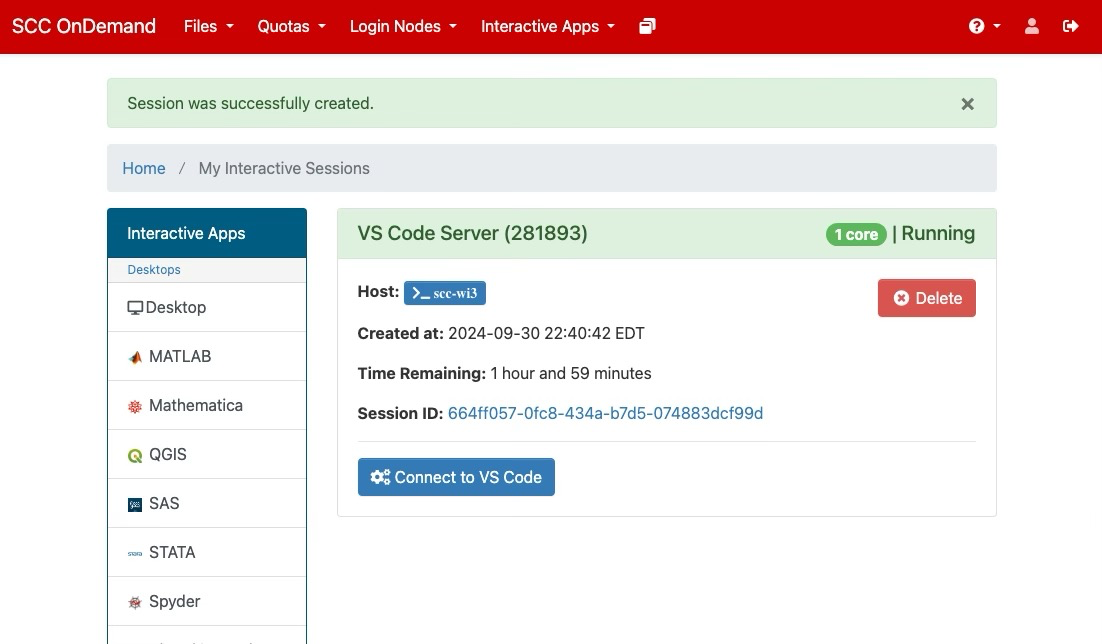 SCC OnDemand Files Quotas Login Nodes Interactive Apps
Session was successfully created.
Home / My Interactive Sessions
Interactive Apps
Desktops
Desktop
MATLAB
Mathematica
QGIS
SAS
STATA
Spyder
VS Code Server (281893) 1 core | Running
Host: >_ scc-wi3 Delete
Created at: 2024-09-30 22:40:42 EDT
Time Remaining: 1 hour and 59 minutes
Session ID: 664ff057-0fc8-434a-b7d5-074883dcf99d
Connect to VS Code